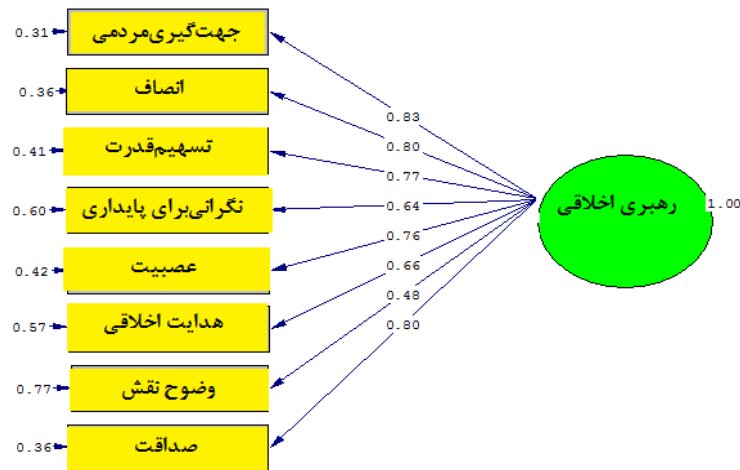 0.31 جهت‌گیری‌مردمی
0.36 انصاف
0.41 تسهیم‌قدرت
0.60 نگرانی‌برای پایداری
0.42 عصبیت
0.57 هدایت اخلاقی
0.77 وضوح نقش
0.36 صداقت
0.83
0.80
0.77
0.64
0.76
0.66
0.48
0.80
رهبری اخلاقی 1.00